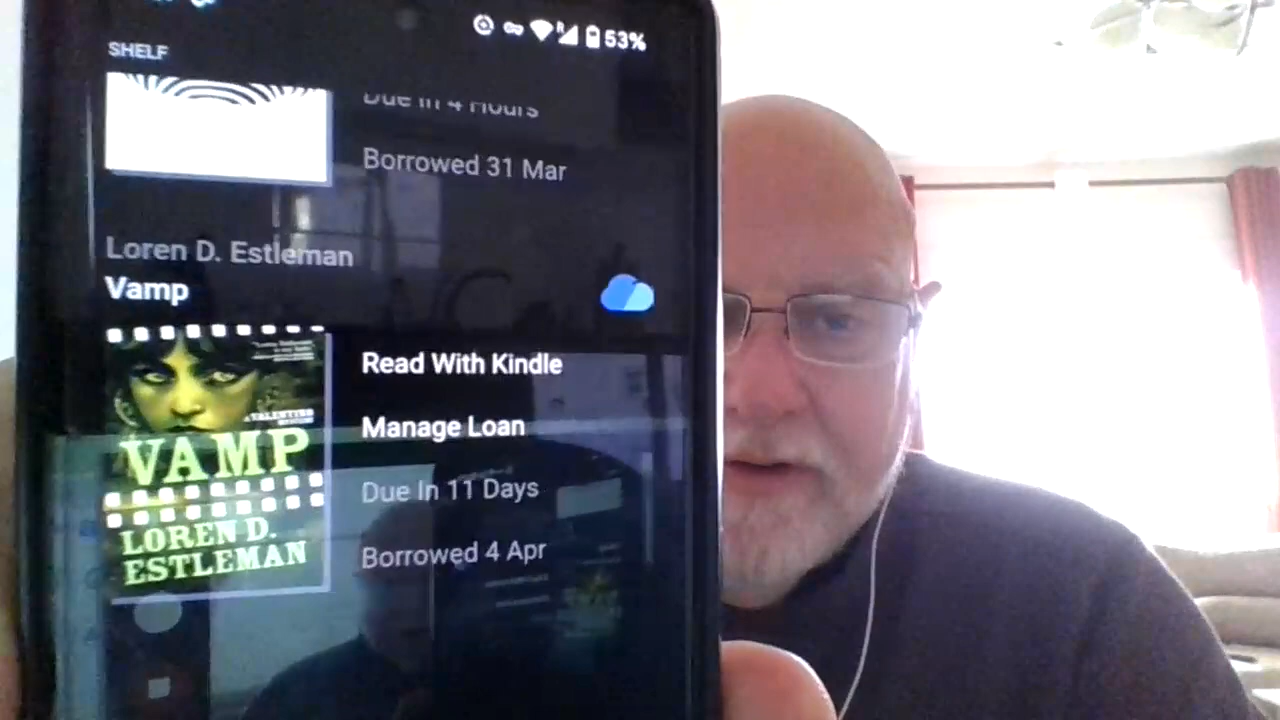 53%
SHELF
Due In 4 Hours
Borrowed 31 Mar
Loren D. Estleman
Vamp
Read With Kindle
Manage Loan
Due In 11 Days
Borrowed 4 Apr
A VALENTINO
VAMP
LOREN D.
ESTLEMAN